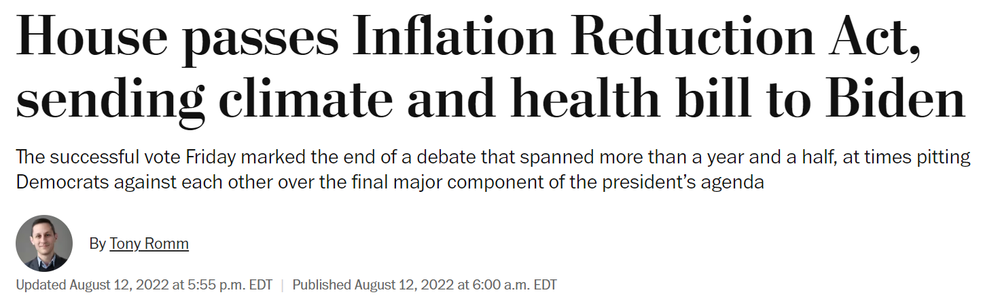 House passes Inflation Reduction Act,
sending climate and health bill to Biden
The successful vote Friday marked the end of a debate that spanned more than a year and a half, at times pitting
Democrats against each other over the final major component of the president’s agenda
By Tony Romm
Updated August 12, 2022 at 5:55 p.m. EDT | Published August 12, 2022 at 6:00 a.m. EDT